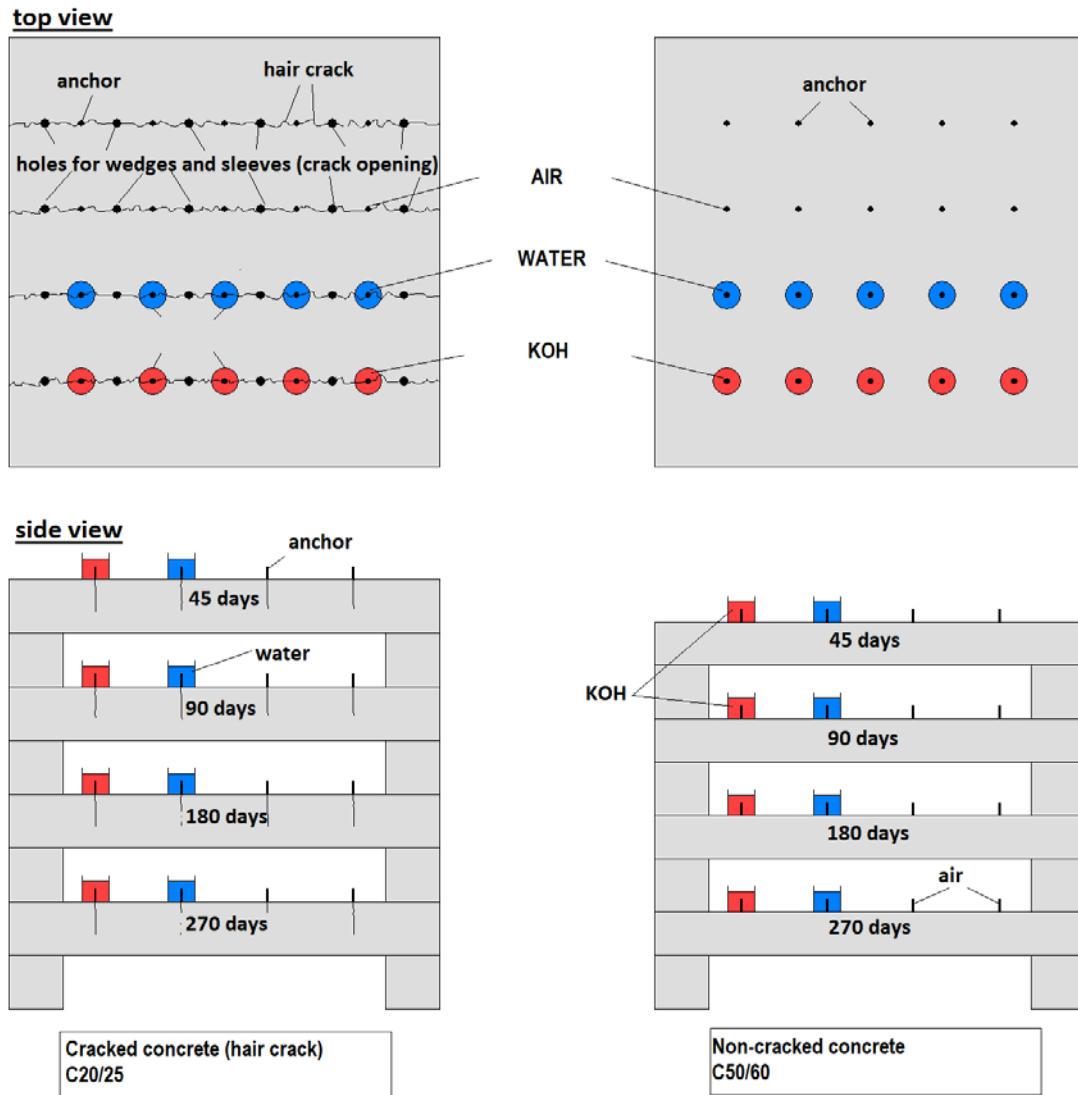 top view
anchor
hair crack
anchor
holes for wedges and sleeves (crack opening)
AIR
WATER
KOH
side view
anchor
45 days
water
90 days
180 days
270 days
45 days
KOH
90 days
180 days
air
270 days
Cracked concrete (hair crack)
C20/25
Non-cracked concrete
C50/60